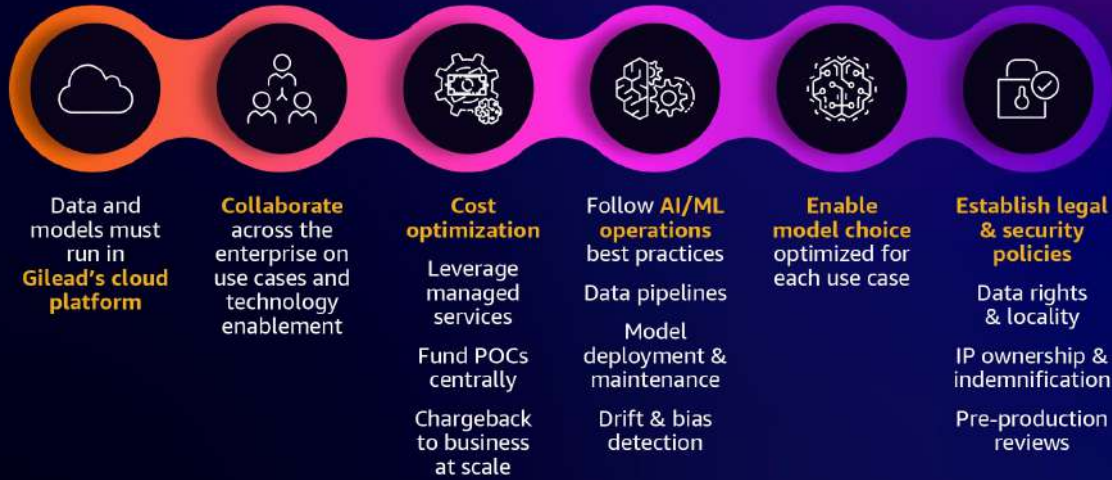 Data and
models must
run in
Gilead's cloud
platform
Collaborate
across the
enterprise on
use cases and
technology
enablement
Cost
optimization
Leverage
managed
services
Fund POCs
centrally
Chargeback
to business
at scale
Follow AI/ML
operations
best practices
Data pipelines
Model
deployment &
maintenance
Drift & bias
detection
Enable
model choice
optimized for
each use case
Establish legal
& security
policies
Data rights
& locality
IP ownership &
indemnification
Pre-production
reviews